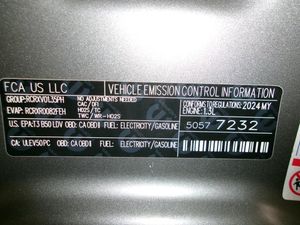 FCA US LLC
VEHICLE EMISSION CONTROL INFORMATION
GROUP: RCRXV0135PH
EVAP: RCRXR0082FEH
NO ADJUSTMENTS NEEDED
CAC/DFI
HO2S/TC
TWC/WR-HO2S
CONFORMS TO REGULATIONS: 2024 MY
ENGINE: 1.3L
US: EPA: T3 B50 LDV OBD: CA OBD II FUEL: ELECTRICITY/GASOLINE
5057 7232
CA: ULEV50 PC OBD: CA OBD II FUEL: ELECTRICITY/GASOLINE